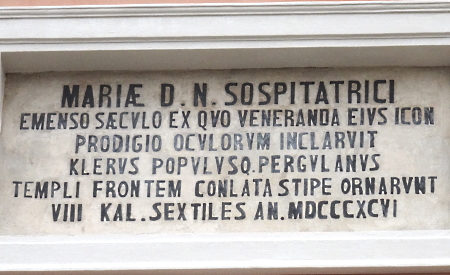 MARIÆ D.N. SOSPITATRICI
EMENSO SÆCVLO EX QVO VENERANDA EIVS ICON
PRODIGIO OCVLORVM INCLARVIT
KLERVS POPVLVSQ. PERGVLANVS
TEMPLI FRONTEM CONLATA STIPE ORNARVNT
VIII KAL. SEXTILES AN. MDCCCXCVI